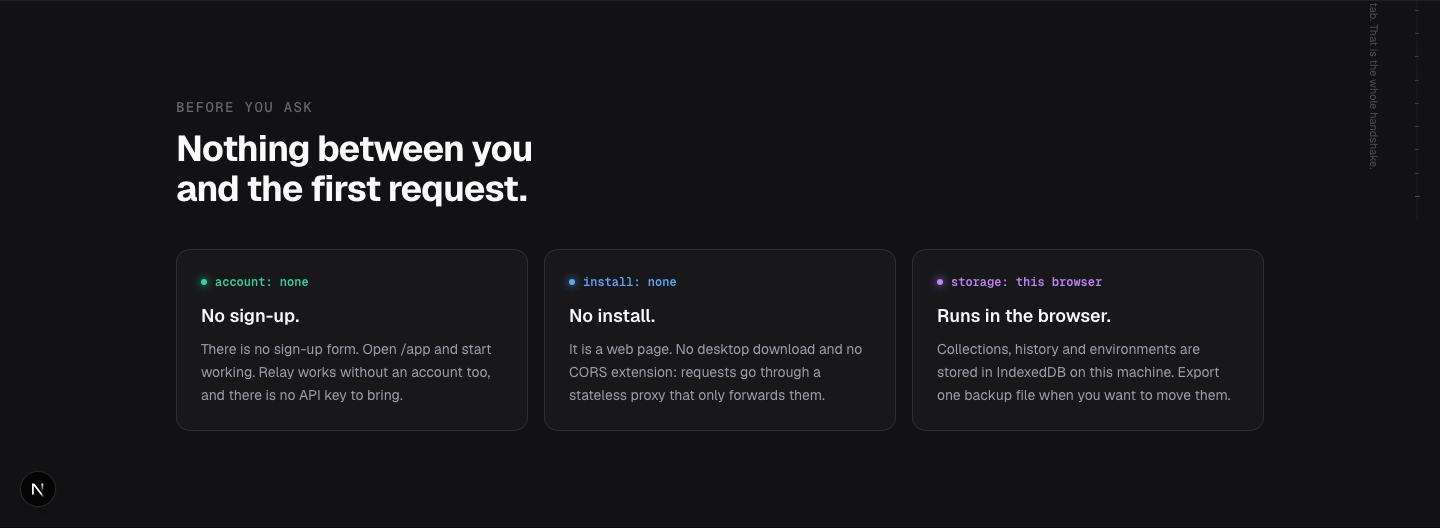 tab. That is the whole handshake.
BEFORE YOU ASK
Nothing between you
and the first request.
account: none
No sign-up.
There is no sign-up form. Open /app and start
working. Relay works without an account too,
and there is no API key to bring.
install: none
No install.
It is a web page. No desktop download and no
CORS extension: requests go through a
stateless proxy that only forwards them.
storage: this browser
Runs in the browser.
Collections, history and environments are
stored in IndexedDB on this machine. Export
one backup file when you want to move them.
N